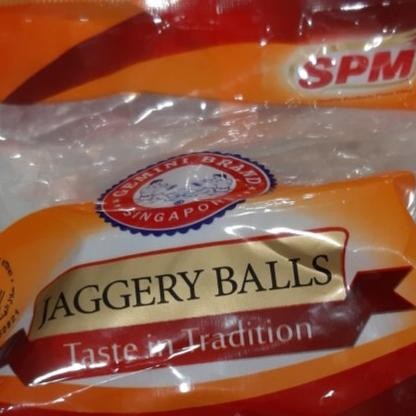 SPM
GEMINI BRAND
SINGAPORE
JAGGERY BALLS
Taste in Tradition